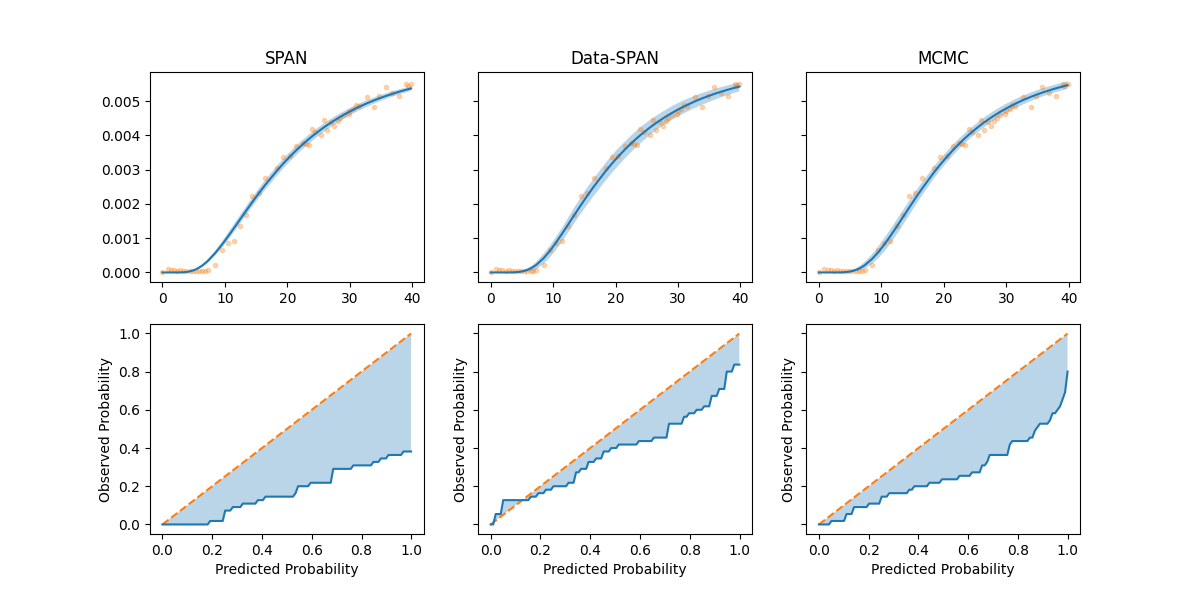 SPAN Data-SPAN MCMC
0.005
0.004
0.003
0.002
0.001
0.000
0 10 20 30 40 0 10 20 30 40 0 10 20 30 40
Observed Probability
1.0
0.8
0.6
0.4
0.2
0.0
Observed Probability
Observed Probability
0.0 0.2 0.4 0.6 0.8 1.0 0.0 0.2 0.4 0.6 0.8 1.0 0.0 0.2 0.4 0.6 0.8 1.0
Predicted Probability Predicted Probability Predicted Probability